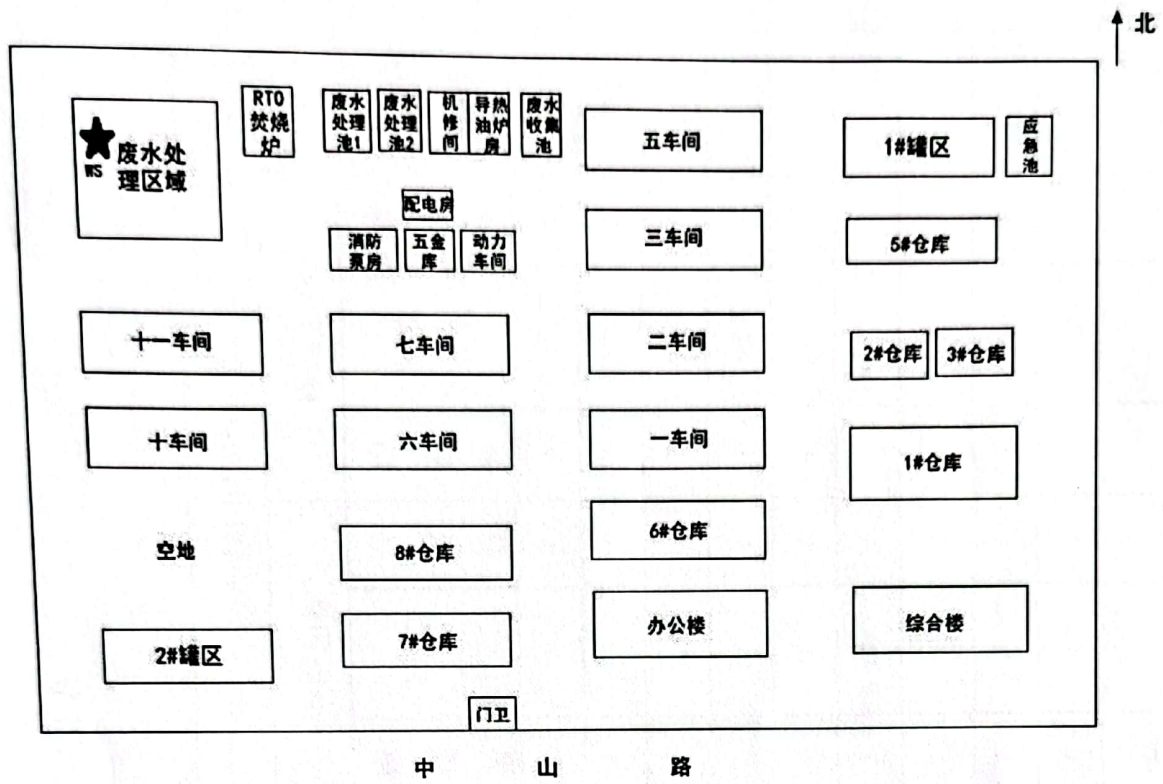 北
RTO
焚烧
炉
废水
处理
池1
废水
处理
池2
机
修
间
导热
油炉
房
废水
收集
池
五车间
1#罐区
应
急
池
WS
废水处
理区域
配电房
消防
泵房
五金
库
动力
车间
三车间
5#仓库
十一车间
七车间
二车间
2#仓库
3#仓库
十车间
六车间
一车间
1#仓库
空地
8#仓库
6#仓库
2#罐区
7#仓库
办公楼
综合楼
门卫
中山路